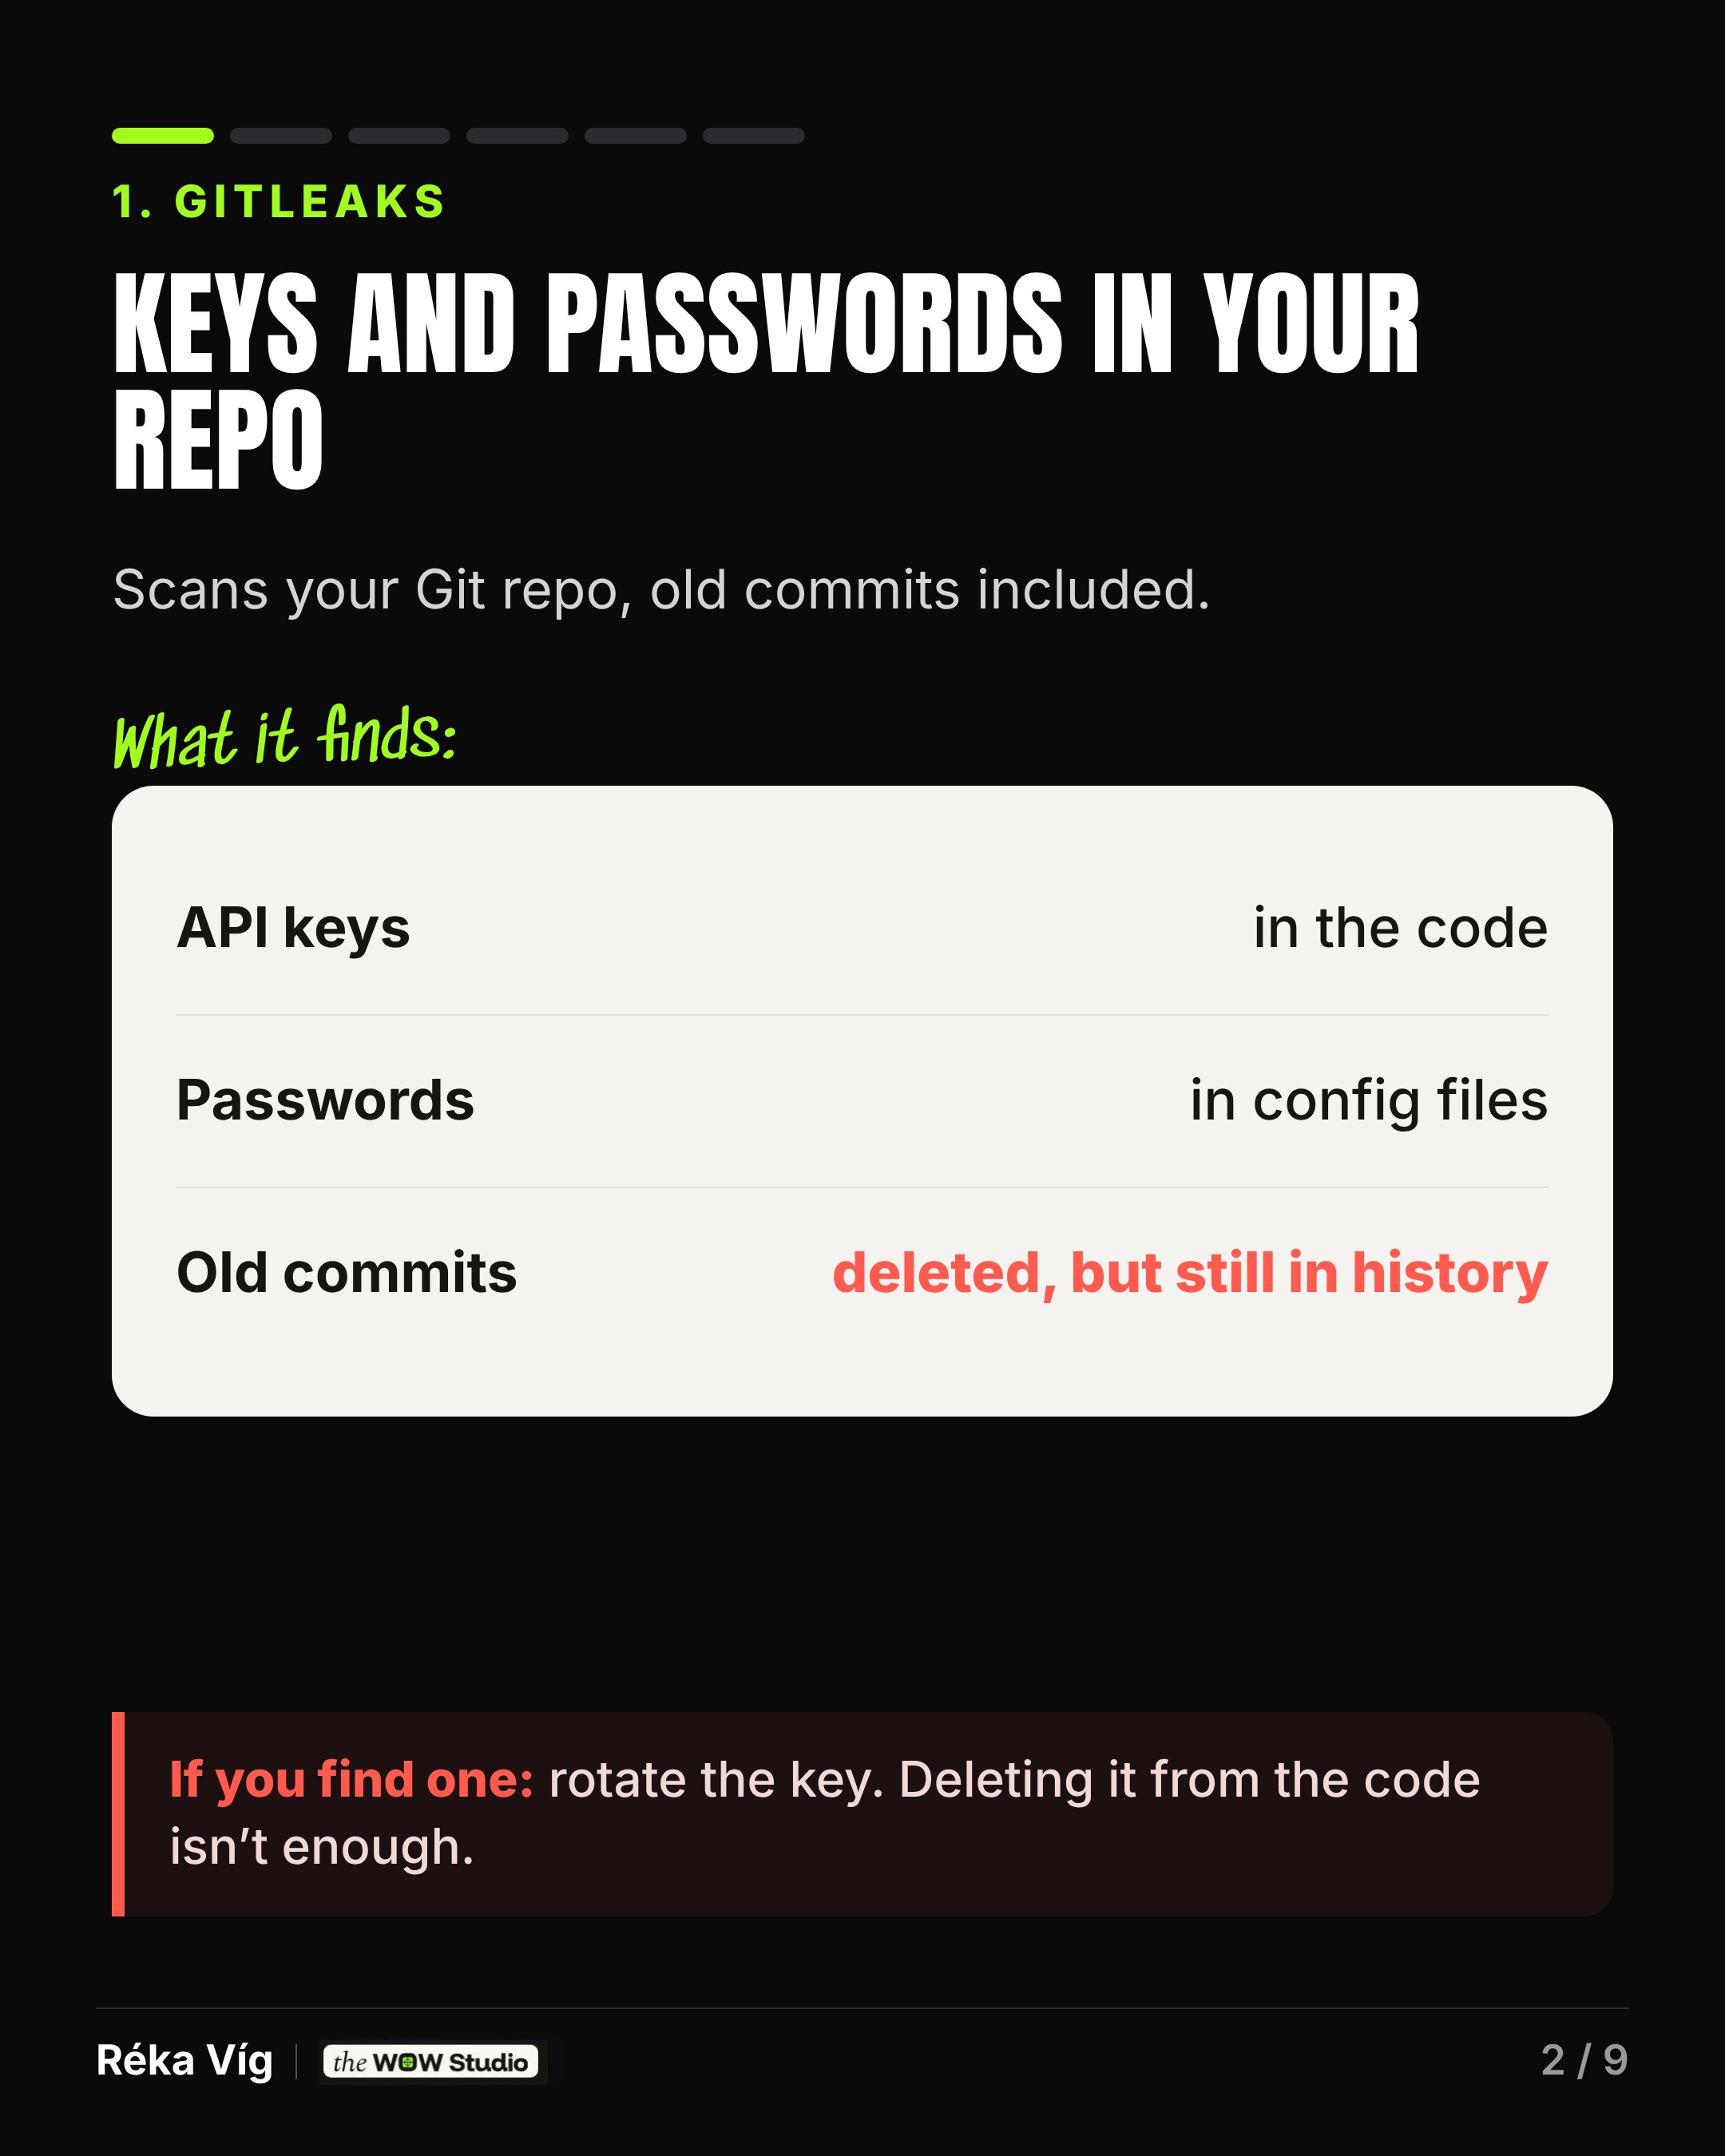 1. GITLEAKS
KEYS AND PASSWORDS IN YOUR
REPO
Scans your Git repo, old commits included.
What it finds:
API keys in the code
Passwords in config files
Old commits deleted, but still in history
If you find one: rotate the key. Deleting it from the code
isn’t enough.
Réka Víg the WOW Studio 2 / 9